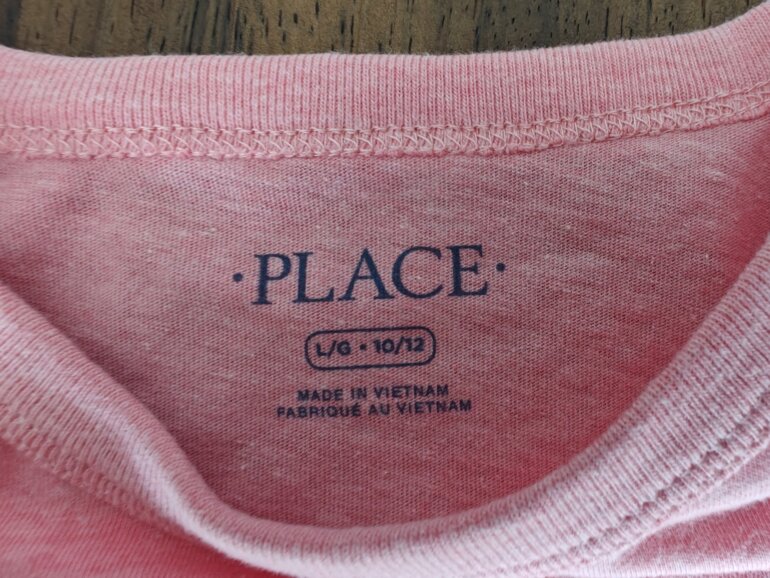 ·PLACE·
L/G · 10/12
MADE IN VIETNAM
FABRIQUÉ AU VIETNAM